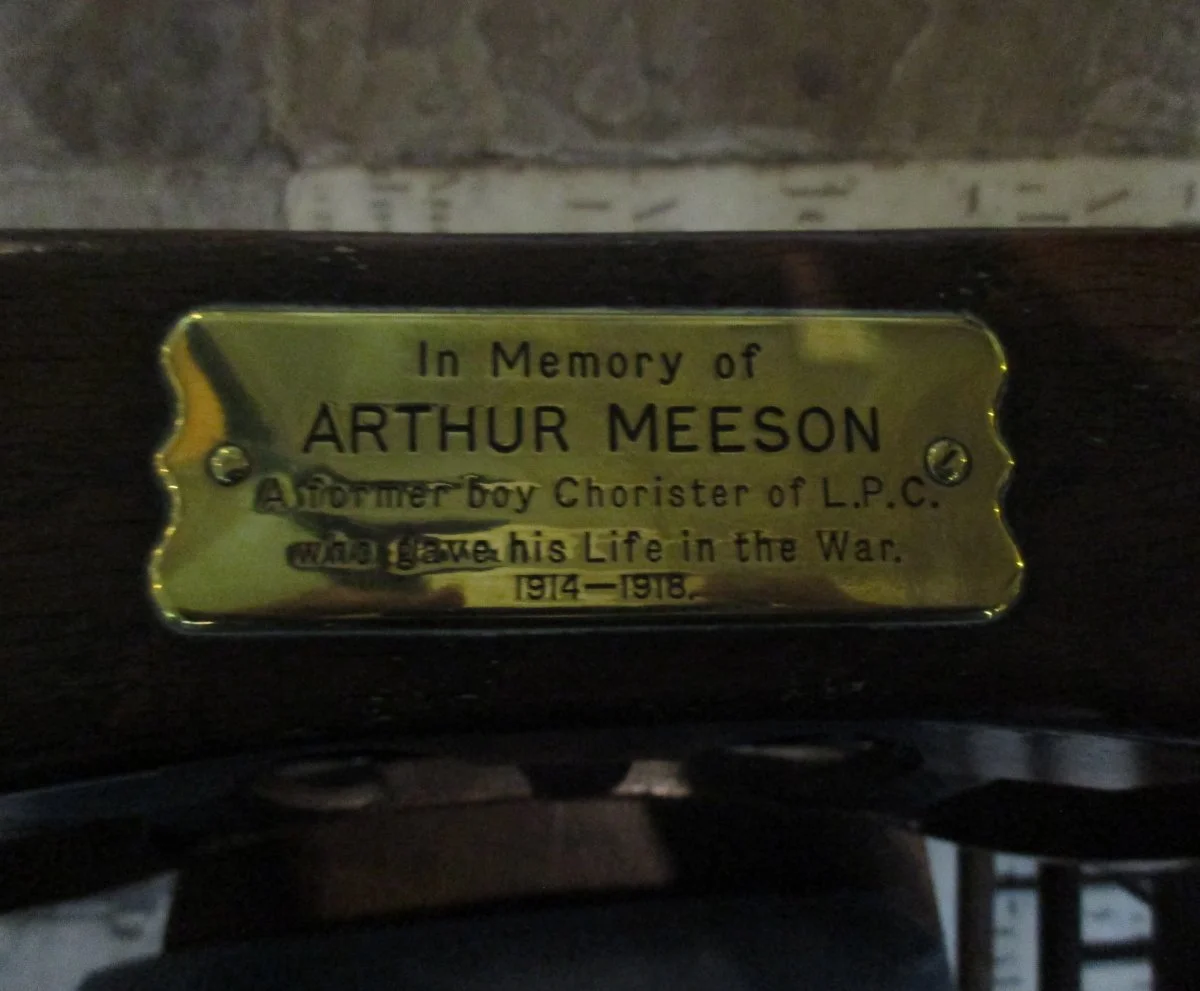 In Memory of
ARTHUR MEESON
A former boy Chorister of L.P.C.
who gave his Life in the War.
1914—1918.